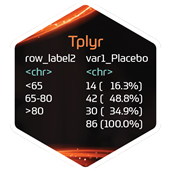 Tplyr
row_label2 var1_Placebo
<chr> <chr>
<65 14 ( 16.3%)
65-80 42 ( 48.8%)
>80 30 ( 34.9%)
86 (100.0%)